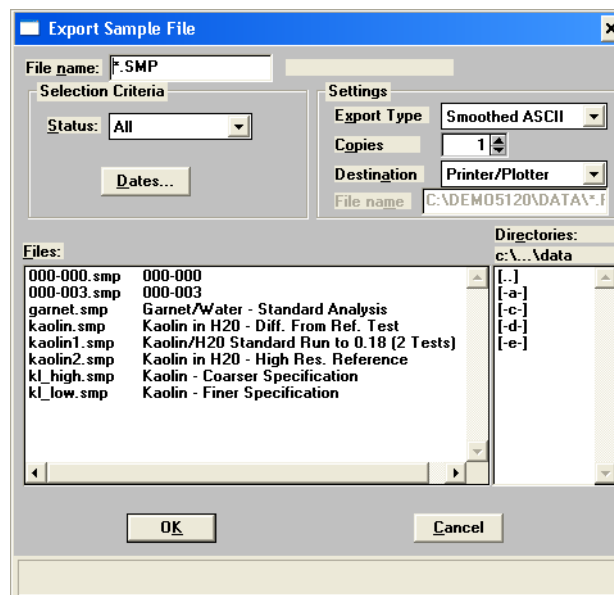 Export Sample File
File name: *.SMP
Selection Criteria
Status: All
Dates...
Settings
Export Type Smoothed ASCII
Copies 1
Destination Printer/Plotter
File name C:\DEMO5120\DATA\*.
Files:
000-000.smp 000-000
000-003.smp 000-003
garnet.smp Garnet/Water - Standard Analysis
kaolin.smp Kaolin in H20 - Diff. From Ref. Test
kaolin1.smp Kaolin/H20 Standard Run to 0.18 (2 Tests)
kaolin2.smp Kaolin in H20 - High Res. Reference
kl_high.smp Kaolin - Coarser Specification
kl_low.smp Kaolin - Finer Specification
Directories:
c:\...\data
[..]
[-a-]
[-c-]
[-d-]
[-e-]
OK
Cancel